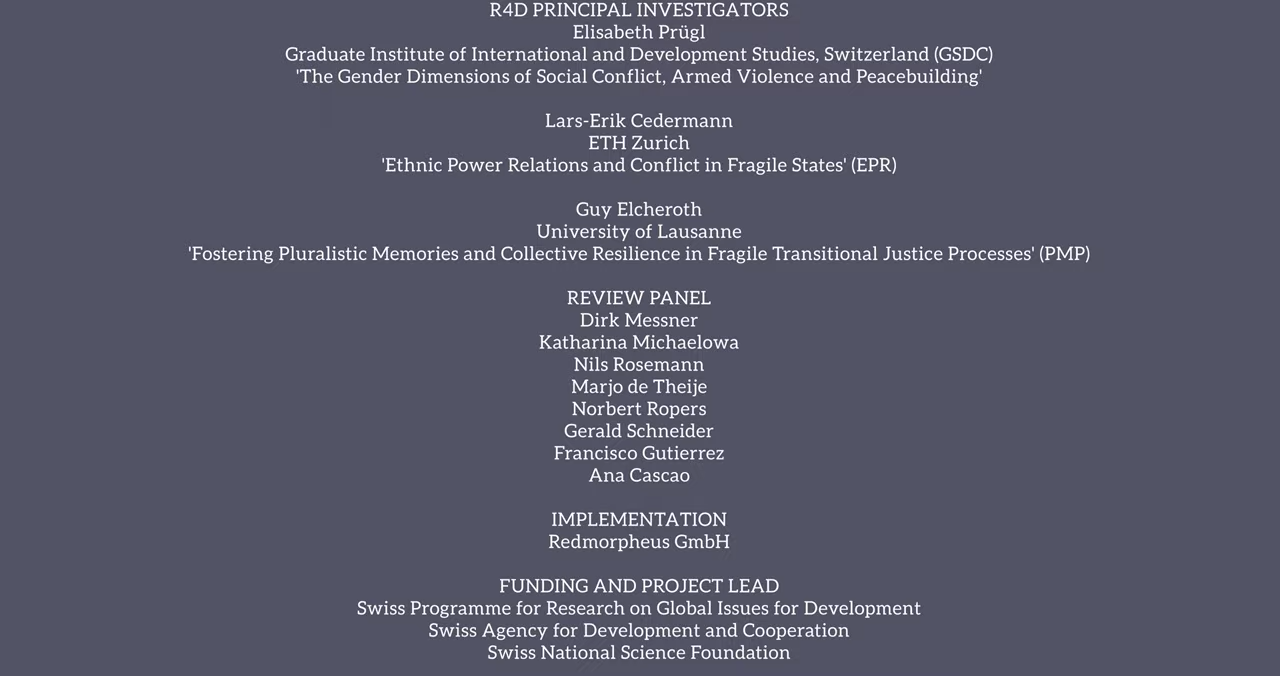 R4D PRINCIPAL INVESTIGATORS
Elisabeth Prügl
Graduate Institute of International and Development Studies, Switzerland (GSDC)
'The Gender Dimensions of Social Conflict, Armed Violence and Peacebuilding'
Lars-Erik Cedermann
ETH Zurich
'Ethnic Power Relations and Conflict in Fragile States' (EPR)
Guy Elcheroth
University of Lausanne
'Fostering Pluralistic Memories and Collective Resilience in Fragile Transitional Justice Processes' (PMP)
REVIEW PANEL
Dirk Messner
Katharina Michaelowa
Nils Rosemann
Marjo de Theije
Norbert Ropers
Gerald Schneider
Francisco Gutierrez
Ana Cascao
IMPLEMENTATION
Redmorpheus GmbH
FUNDING AND PROJECT LEAD
Swiss Programme for Research on Global Issues for Development
Swiss Agency for Development and Cooperation
Swiss National Science Foundation